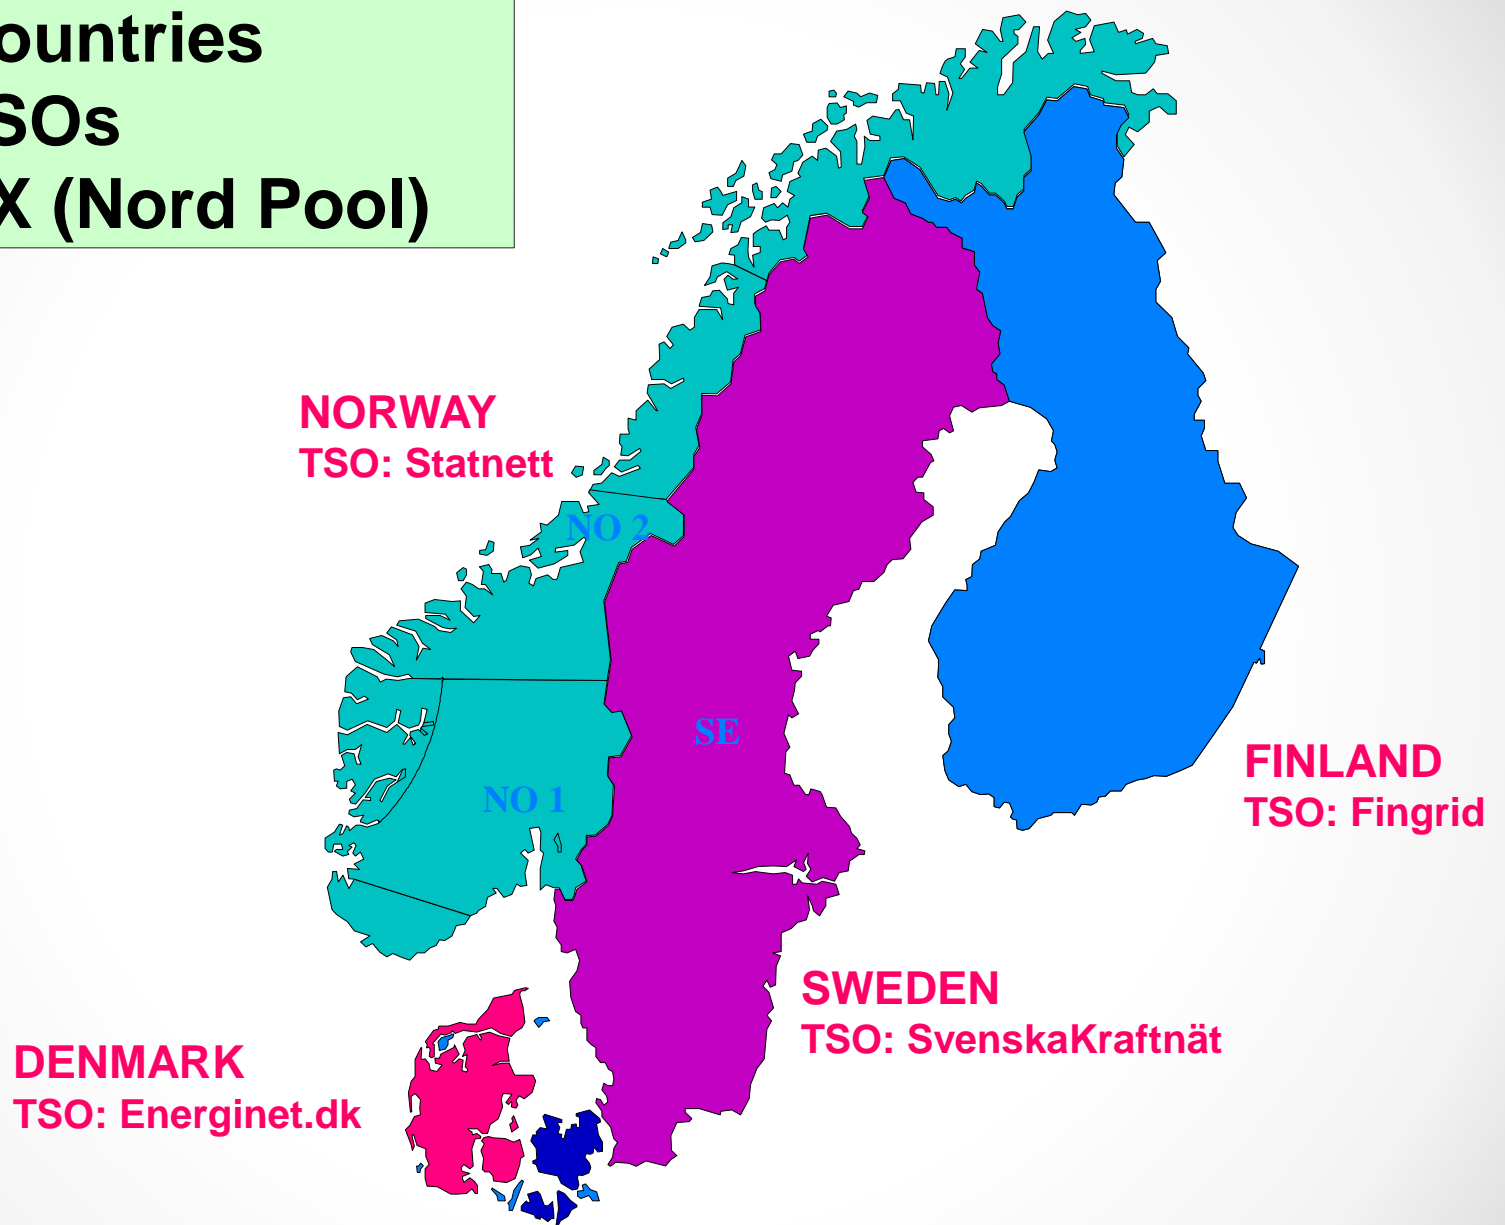 ountries
SOs
X (Nord Pool)
NORWAY
TSO: Statnett
NO 2
SE
NO 1
FINLAND
TSO: Fingrid
SWEDEN
TSO: SvenskaKraftnät
DENMARK
TSO: Energinet.dk